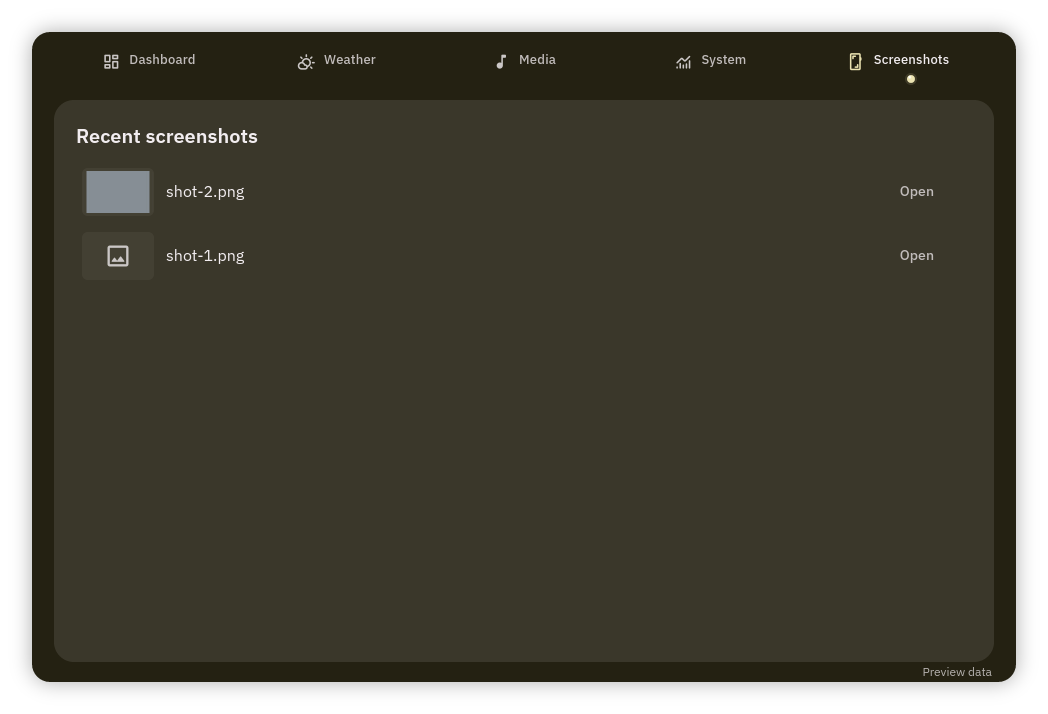 Dashboard
Weather
Media
System
Screenshots
Recent screenshots
shot-2.png
Open
shot-1.png
Open
Preview data